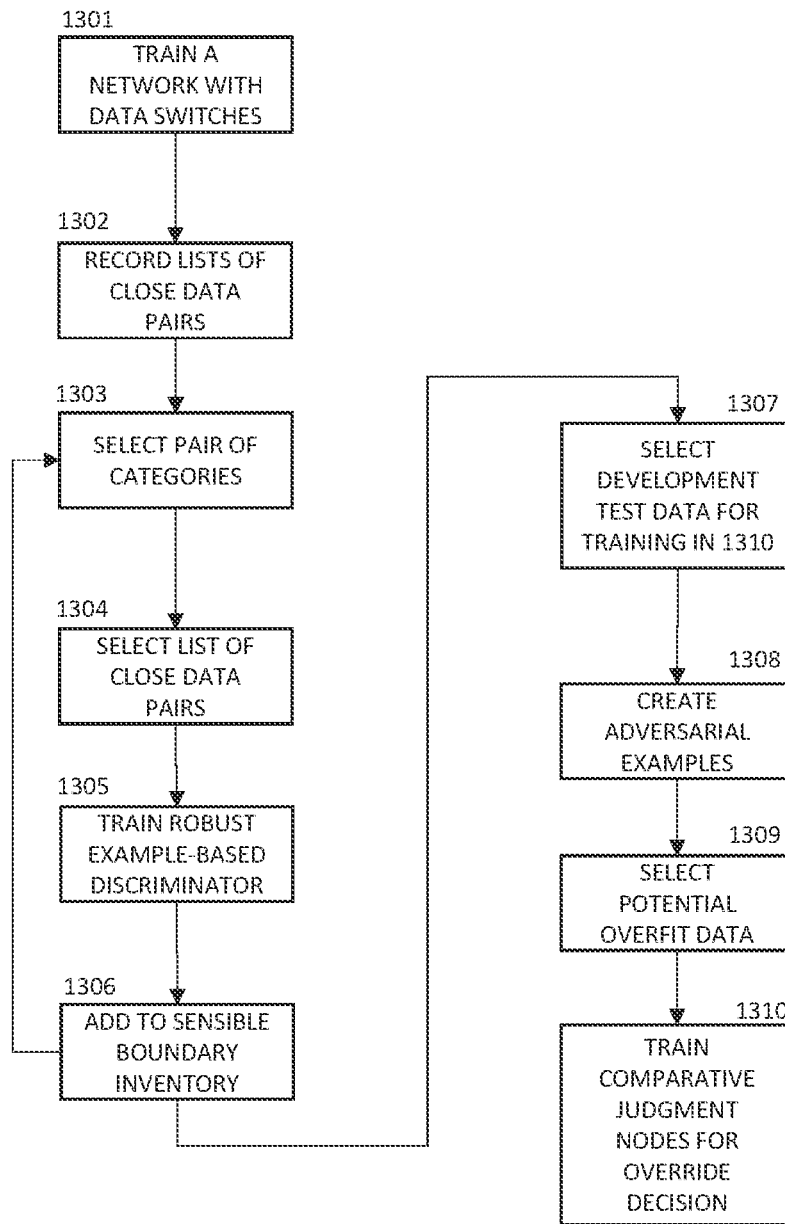 1301
TRAIN A
NETWORK WITH
DATA SWITCHES
1302
RECORD LISTS OF
CLOSE DATA
PAIRS
1303
SELECT PAIR OF
CATEGORIES
1304
SELECT LIST OF
CLOSE DATA
PAIRS
1305
TRAIN ROBUST
EXAMPLE-BASED
DISCRIMINATOR
1306
ADD TO SENSIBLE
BOUNDARY
INVENTORY
1307
SELECT
DEVELOPMENT
TEST DATA FOR
TRAINING IN 1310
1308
CREATE
ADVERSARIAL
EXAMPLES
1309
SELECT
POTENTIAL
OVERFIT DATA
1310
TRAIN
COMPARATIVE
JUDGMENT
NODES FOR
OVERRIDE
DECISION